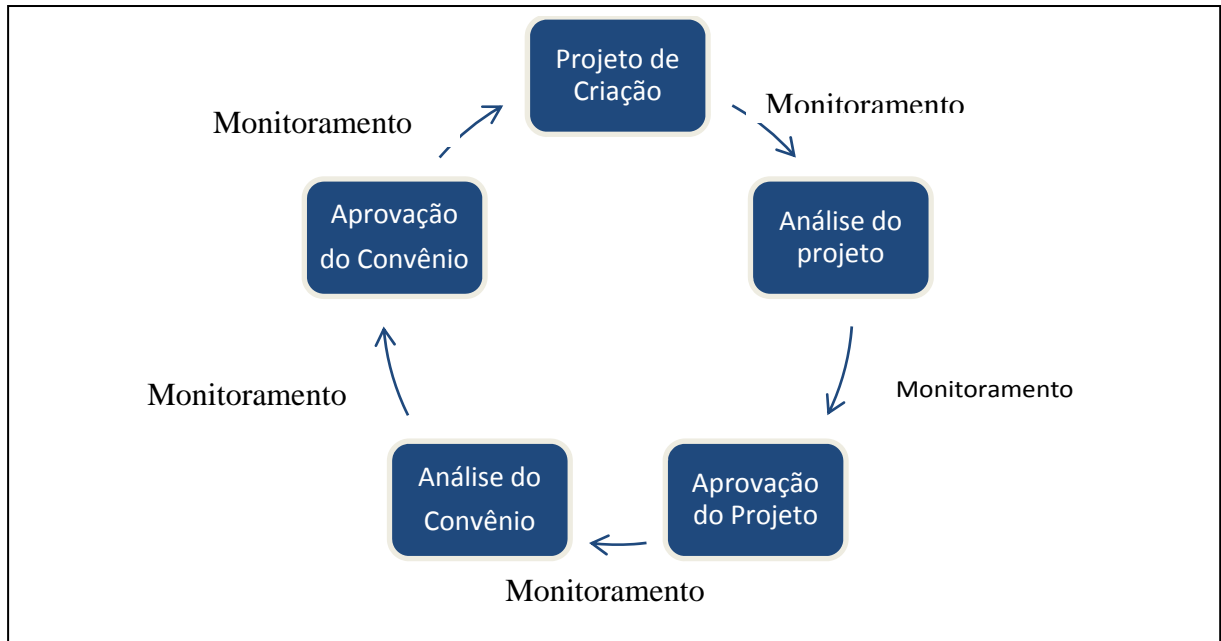 Projeto de
Criação
Monitoramento
Monitoramento
Aprovação
do Convênio
Análise do
projeto
Monitoramento
Monitoramento
Análise do
Convênio
Aprovação
do Projeto
Monitoramento